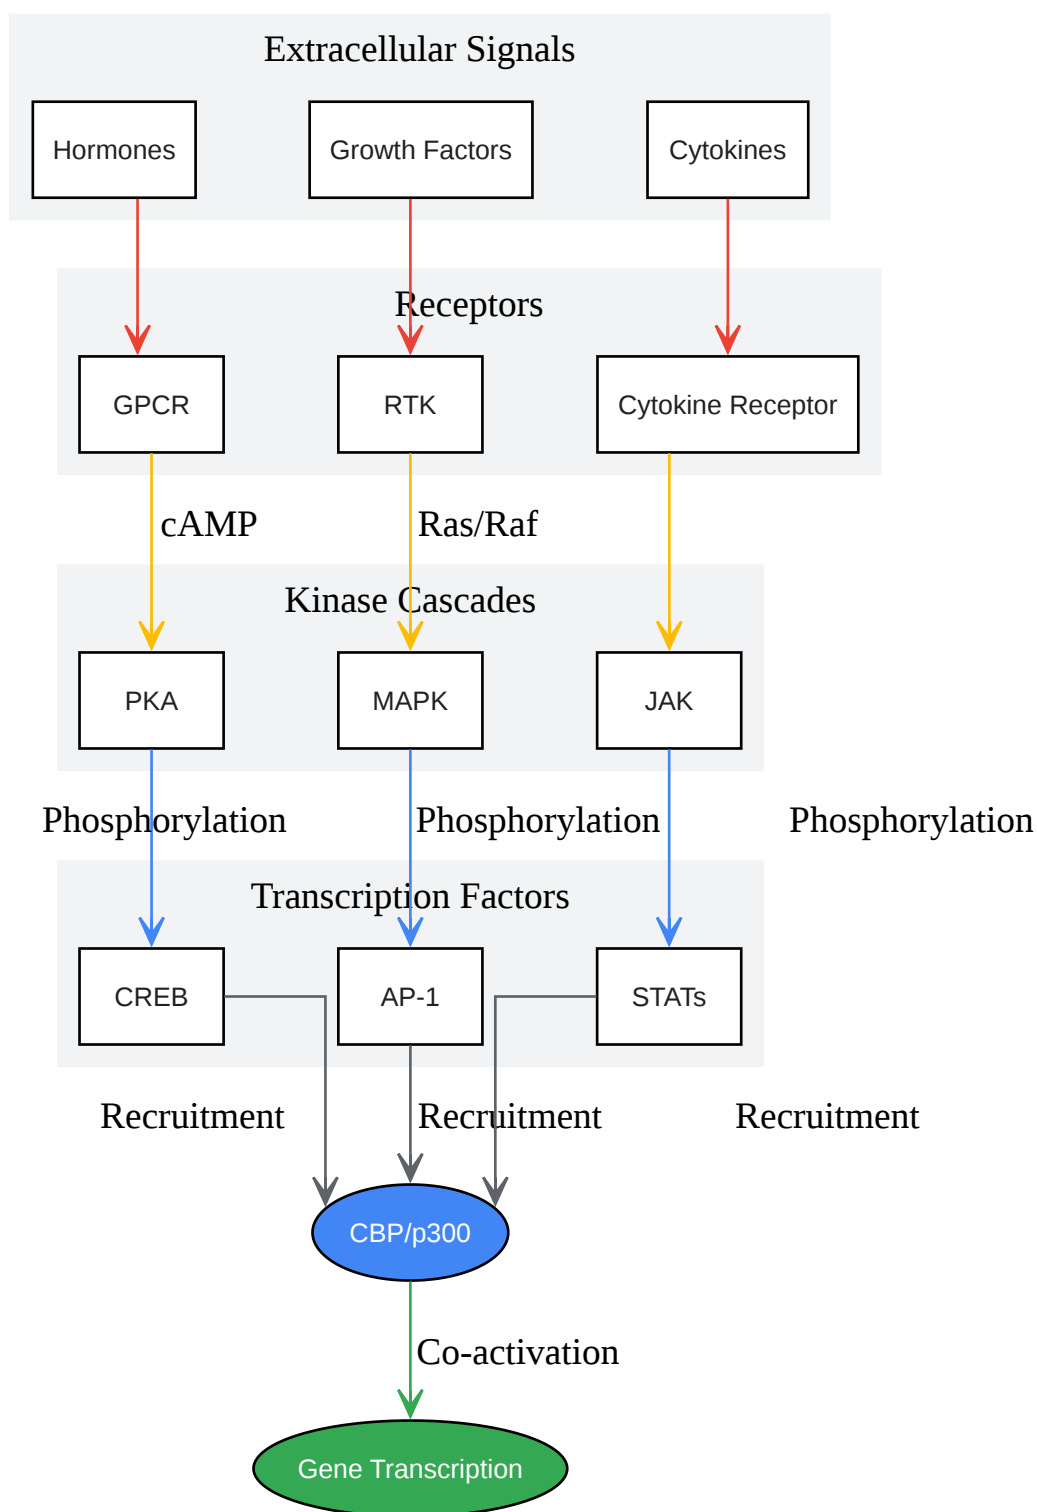 Extracellular Signals
Hormones
Growth Factors
Cytokines
Receptors
GPCR
RTK
Cytokine Receptor
cAMP
Ras/Raf
Kinase Cascades
PKA
MAPK
JAK
Phosphorylation
Phosphorylation
Phosphorylation
Transcription Factors
CREB
AP-1
STATs
Recruitment
Recruitment
Recruitment
CBP/p300
Co-activation
Gene Transcription